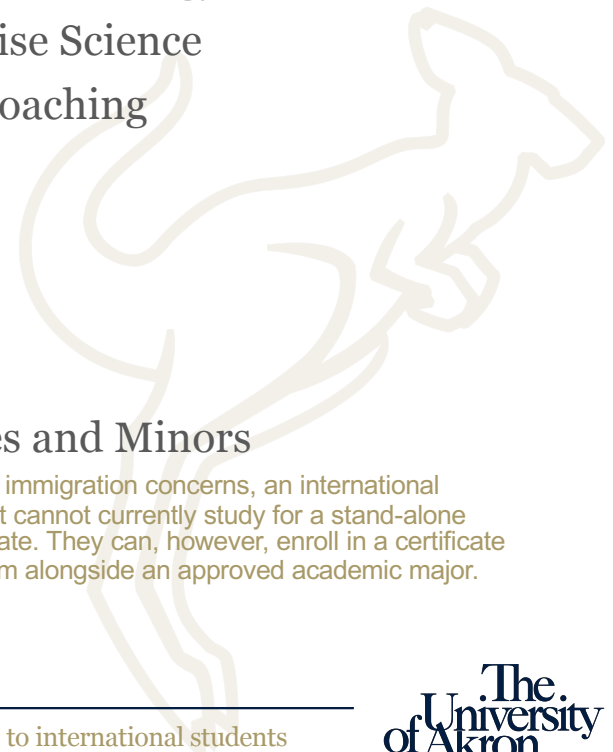 ise Science
oaching
es and Minors
immigration concerns, an international
t cannot currently study for a stand-alone
ate. They can, however, enroll in a certificate
m alongside an approved academic major.
to international students
The
University
of Akron